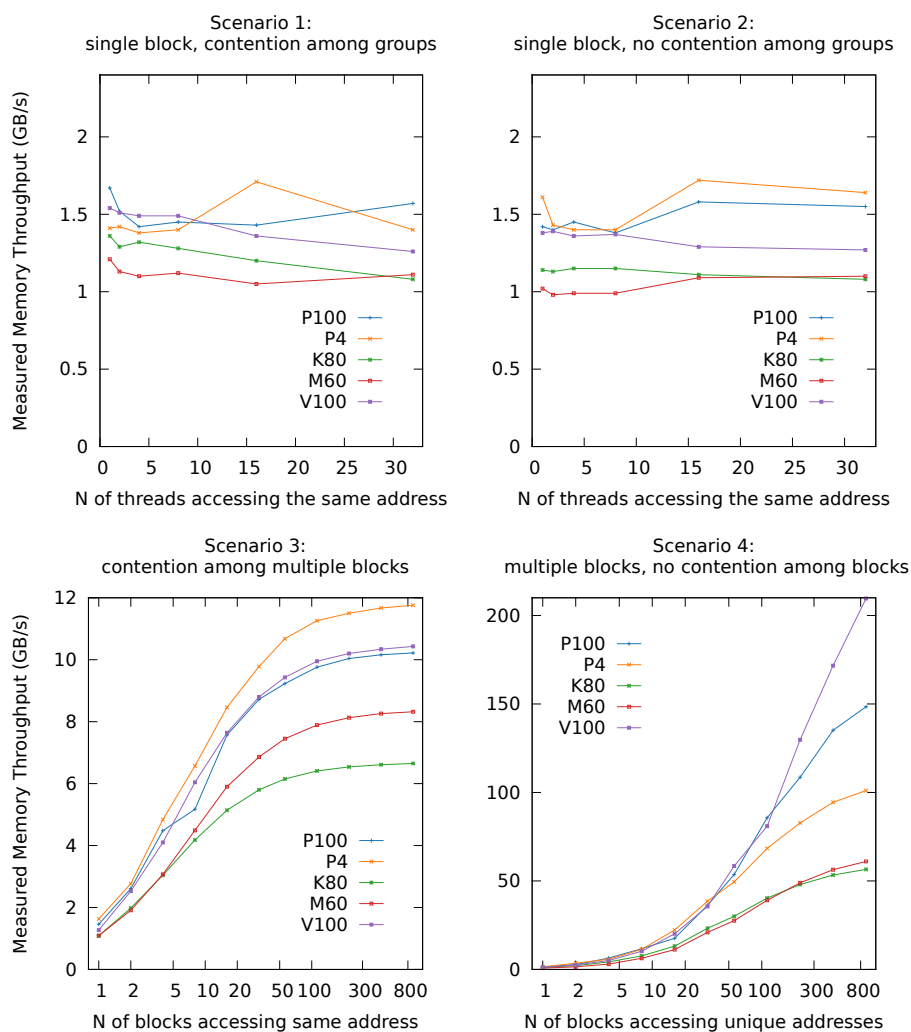 Scenario 1:
single block, contention among groups
Measured Memory Throughput (GB/s)
2
1.5
1
0.5
0
P100
P4
K80
M60
V100
0 5 10 15 20 25 30
N of threads accessing the same address
Scenario 2:
single block, no contention among groups
2
1.5
1
0.5
0
P100
P4
K80
M60
V100
0 5 10 15 20 25 30
N of threads accessing the same address
Scenario 3:
contention among multiple blocks
Measured Memory Throughput (GB/s)
12
10
8
6
4
2
0
P100
P4
K80
M60
V100
1 2 5 10 20 50 100 200 400 800
N of blocks accessing same address
Scenario 4:
multiple blocks, no contention among blocks
200
150
100
50
0
P100
P4
K80
M60
V100
1 2 5 10 20 50 100 300 800
N of blocks accessing unique addresses